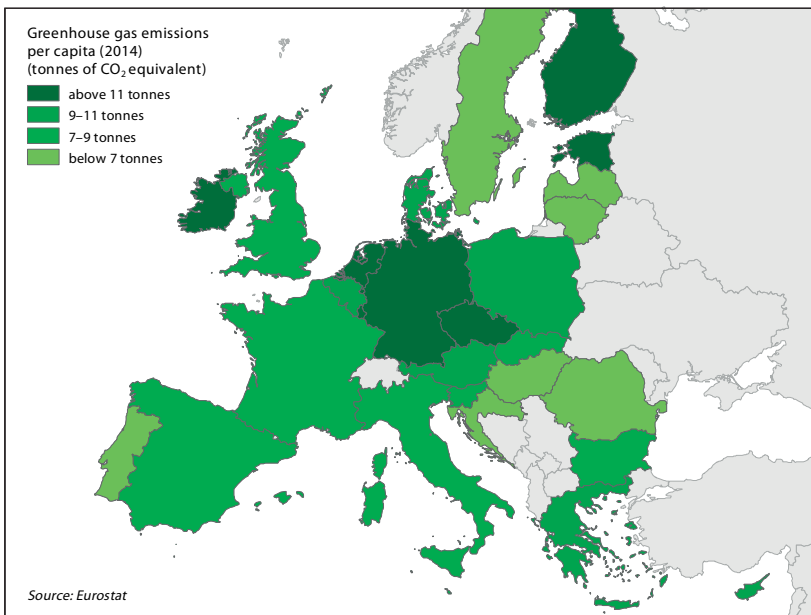 Greenhouse gas emissions
per capita (2014)
(tonnes of CO₂ equivalent)
above 11 tonnes
9–11 tonnes
7–9 tonnes
below 7 tonnes
Source: Eurostat